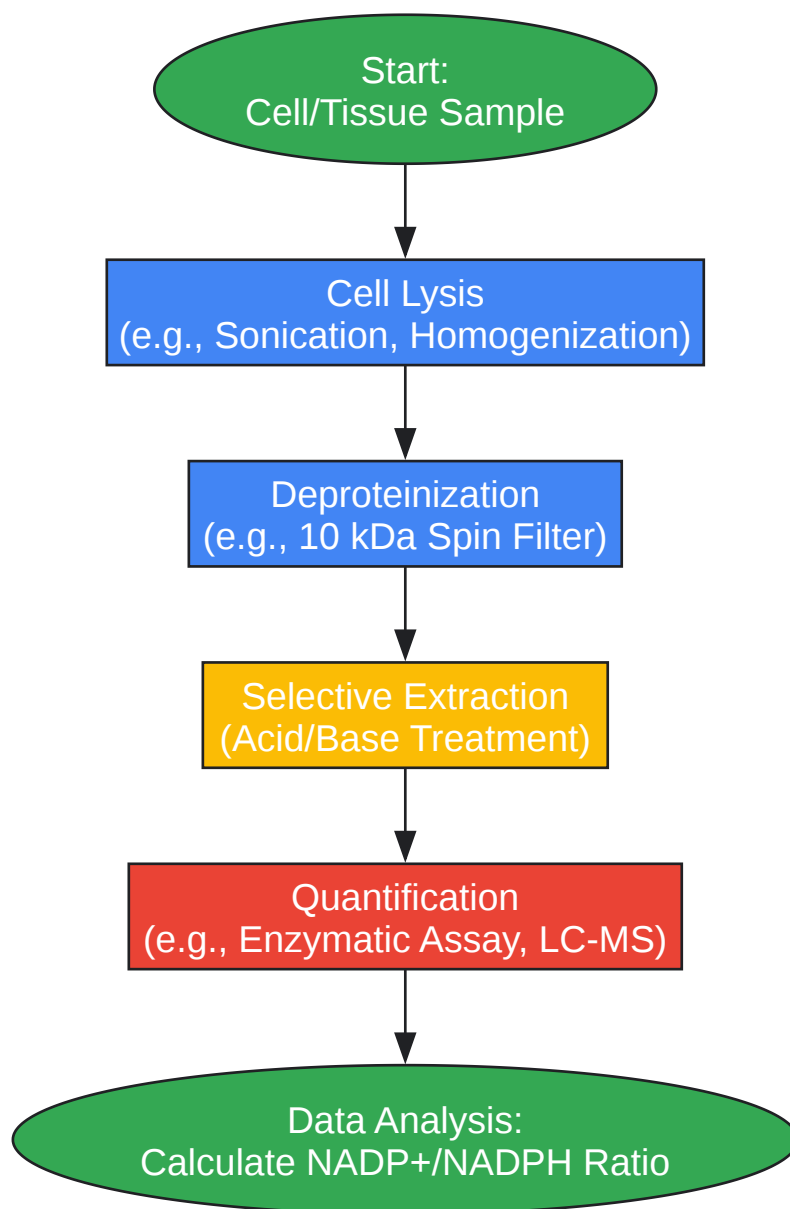 Start:
Cell/Tissue Sample
Cell Lysis
(e.g., Sonication, Homogenization)
Deproteinization
(e.g., 10 kDa Spin Filter)
Selective Extraction
(Acid/Base Treatment)
Quantification
(e.g., Enzymatic Assay, LC-MS)
Data Analysis:
Calculate NADP+/NADPH Ratio